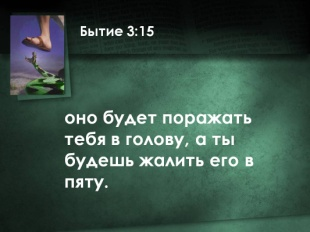 Бытие 3:15
оно будет поражать
тебя в голову, а ты
будешь жалить его в
пяту.